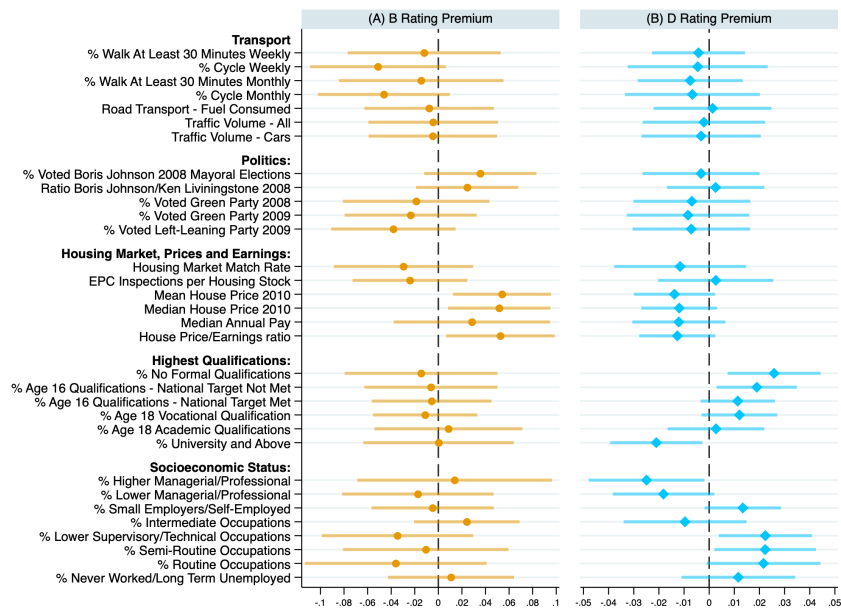 (A) B Rating Premium
(B) D Rating Premium
Transport
% Walk At Least 30 Minutes Weekly
% Cycle Weekly
% Walk At Least 30 Minutes Monthly
% Cycle Monthly
Road Transport - Fuel Consumed
Traffic Volume - All
Traffic Volume - Cars
Politics:
% Voted Boris Johnson 2008 Mayoral Elections
Ratio Boris Johnson/Ken Liviningstone 2008
% Voted Green Party 2008
% Voted Green Party 2009
% Voted Left-Leaning Party 2009
Housing Market, Prices and Earnings:
Housing Market Match Rate
EPC Inspections per Housing Stock
Mean House Price 2010
Median House Price 2010
Median Annual Pay
House Price/Earnings ratio
Highest Qualifications:
% No Formal Qualifications
% Age 16 Qualifications - National Target Not Met
% Age 16 Qualifications - National Target Met
% Age 18 Vocational Qualification
% Age 18 Academic Qualifications
% University and Above
Socioeconomic Status:
% Higher Managerial/Professional
% Lower Managerial/Professional
% Small Employers/Self-Employed
% Intermediate Occupations
% Lower Supervisory/Technical Occupations
% Semi-Routine Occupations
% Routine Occupations
% Never Worked/Long Term Unemployed
-.1 -.08 -.06 -.04 -.02 0 .02 .04 .06 .08 .1
-.05 -.04 -.03 -.02 -.01 0 .01 .02 .03 .04 .05